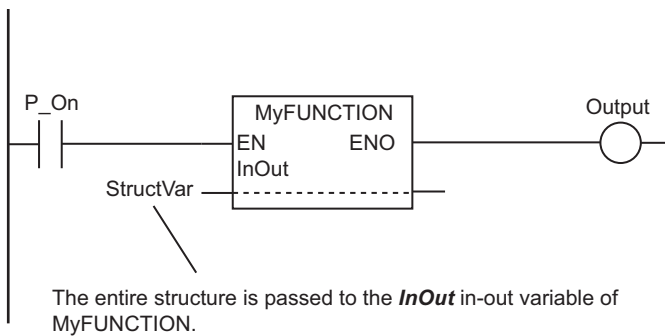 P_On
MyFUNCTION
Output
EN ENO
InOut
StructVar
The entire structure is passed to the InOut in-out variable of
MyFUNCTION.